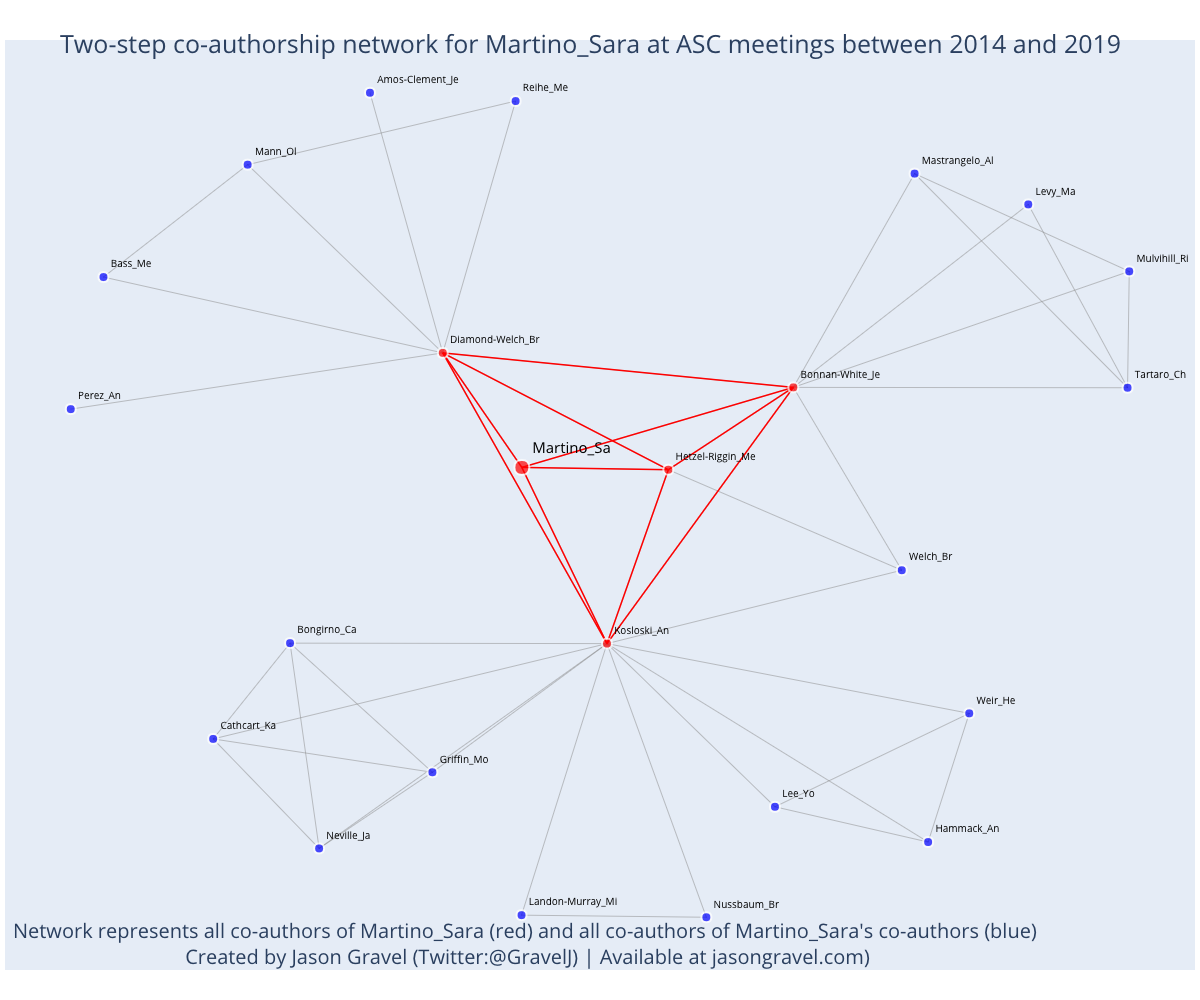 Two-step co-authorship network for Martino_Sara at ASC meetings between 2014 and 2019
Amos-Clement_Je
Reihe_Me
Mann_Ol
Mastrangelo_Al
Levy_Ma
Bass_Me
Mulvihill_Ri
Diamond-Welch_Br
Bonnan-White_Je
Tartaro_Ch
Perez_An
Martino_Sa
Hetzel-Riggin_Me
Welch_Br
Bongirno_Ca
Kosloski_An
Weir_He
Cathcart_Ka
Griffin_Mo
Lee_Yo
Neville_Ja
Hammack_An
Landon-Murray_Mi
Nussbaum_Br
Network represents all co-authors of Martino_Sara (red) and all co-authors of Martino_Sara's co-authors (blue)
Created by Jason Gravel (Twitter:@GravelJ) | Available at jasongravel.com)